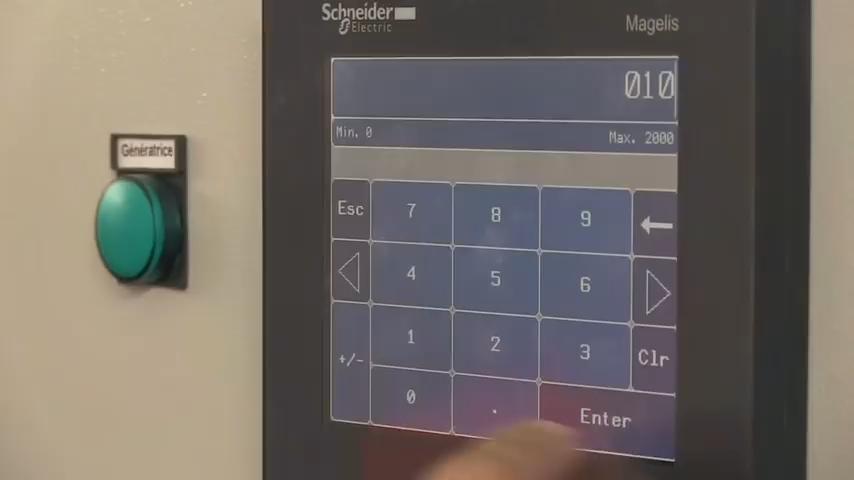 Schneider
Electric
Magelis
Génératrice
010
Min. 0
Max. 2000
Esc 7 8 9
4 5 6
+/- 1 2 3 Clr
0 . Enter